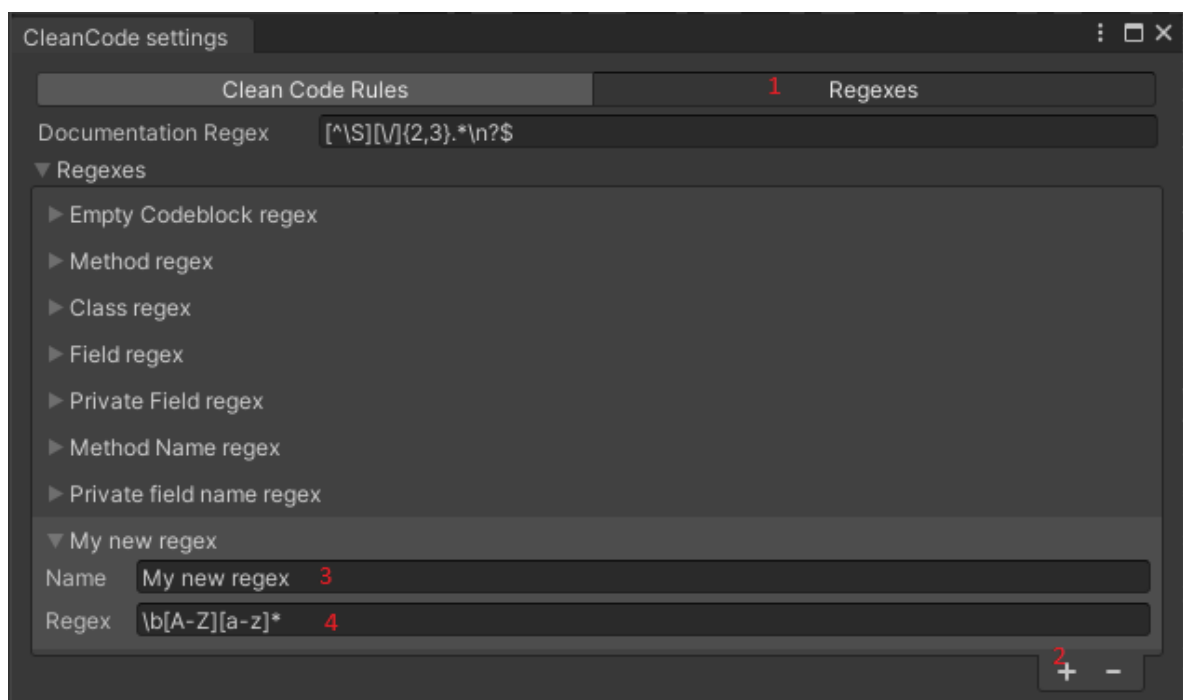 CleanCode settings
Clean Code Rules 1 Regexes
Documentation Regex [^\S][\/]{2,3}.*\n?$
Regexes
Empty Codeblock regex
Method regex
Class regex
Field regex
Private Field regex
Method Name regex
Private field name regex
My new regex
Name My new regex 3
Regex \b[A-Z][a-z]* 4
2
+ -